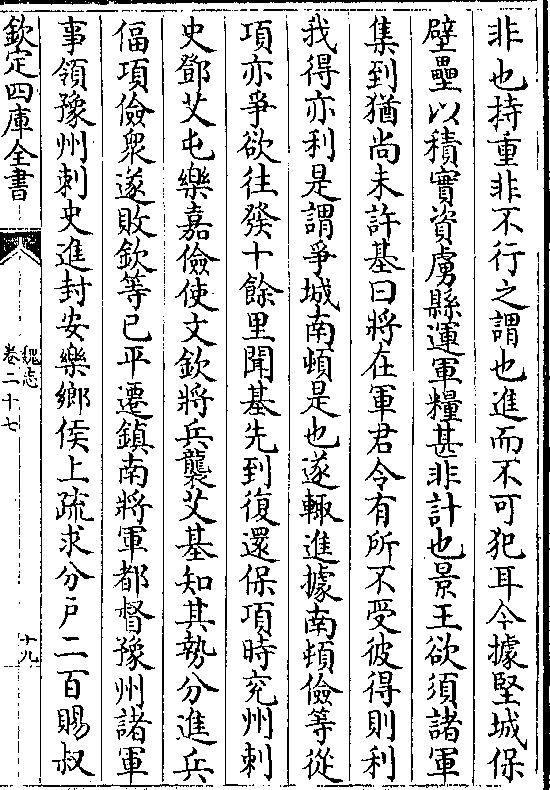 非也持重非不行之謂也進而不可犯耳今據堅城保
壁壘以積實資虜縣運軍糧甚非計也景王欲須諸軍
集到猶尚未許基曰將在軍君令有所不受彼得則利
我得亦利是謂爭城南頓是也遂輙進據南頓儉等從
項亦爭欲往發十餘里聞基先到復還保項時兖州刺
史鄧艾屯樂嘉儉使文欽將兵襲艾基知其勢分進兵
偪項儉衆遂敗欽等已平遷鎮南將軍都督豫州諸軍
事領豫州刺史進封安樂鄉侯上疏求分戶二百賜叔
欽定四庫全書
魏志
卷二十七
十九